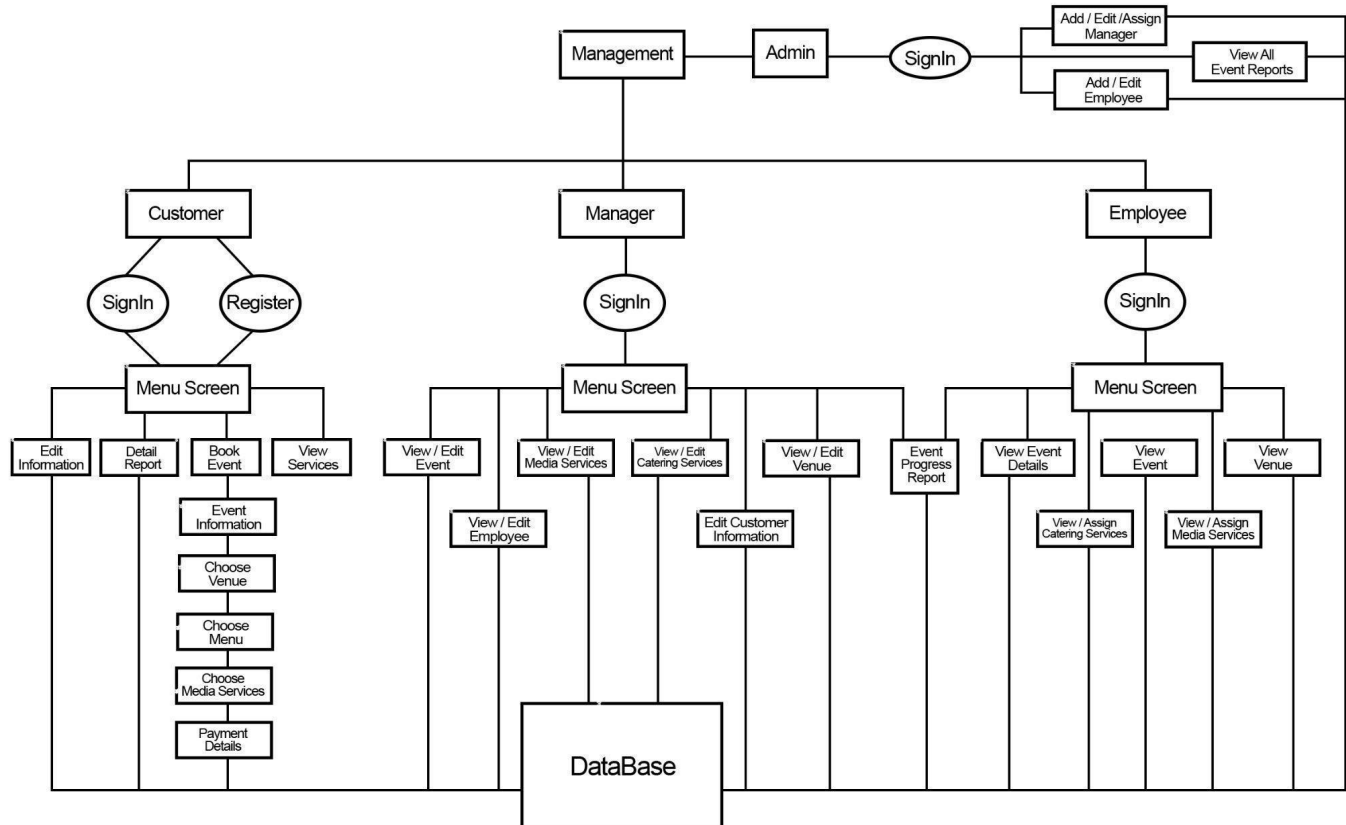 Add / Edit /Assign
Manager
Management
Admin
SignIn
View All
Event Reports
Add / Edit
Employee
Customer
Manager
Employee
SignIn
Register
SignIn
SignIn
Menu Screen
Menu Screen
Menu Screen
Edit
Information
Detail
Report
Book
Event
View
Services
View / Edit
Event
View / Edit
Media Services
View / Edit
Catering Services
View / Edit
Venue
Event
Progress
Report
View Event
Details
View
Event
View
Venue
Event
Information
View / Edit
Employee
Edit Customer
Information
View / Assign
Catering Services
View / Assign
Media Services
Choose
Venue
Choose
Menu
Choose
Media Services
Payment
Details
DataBase